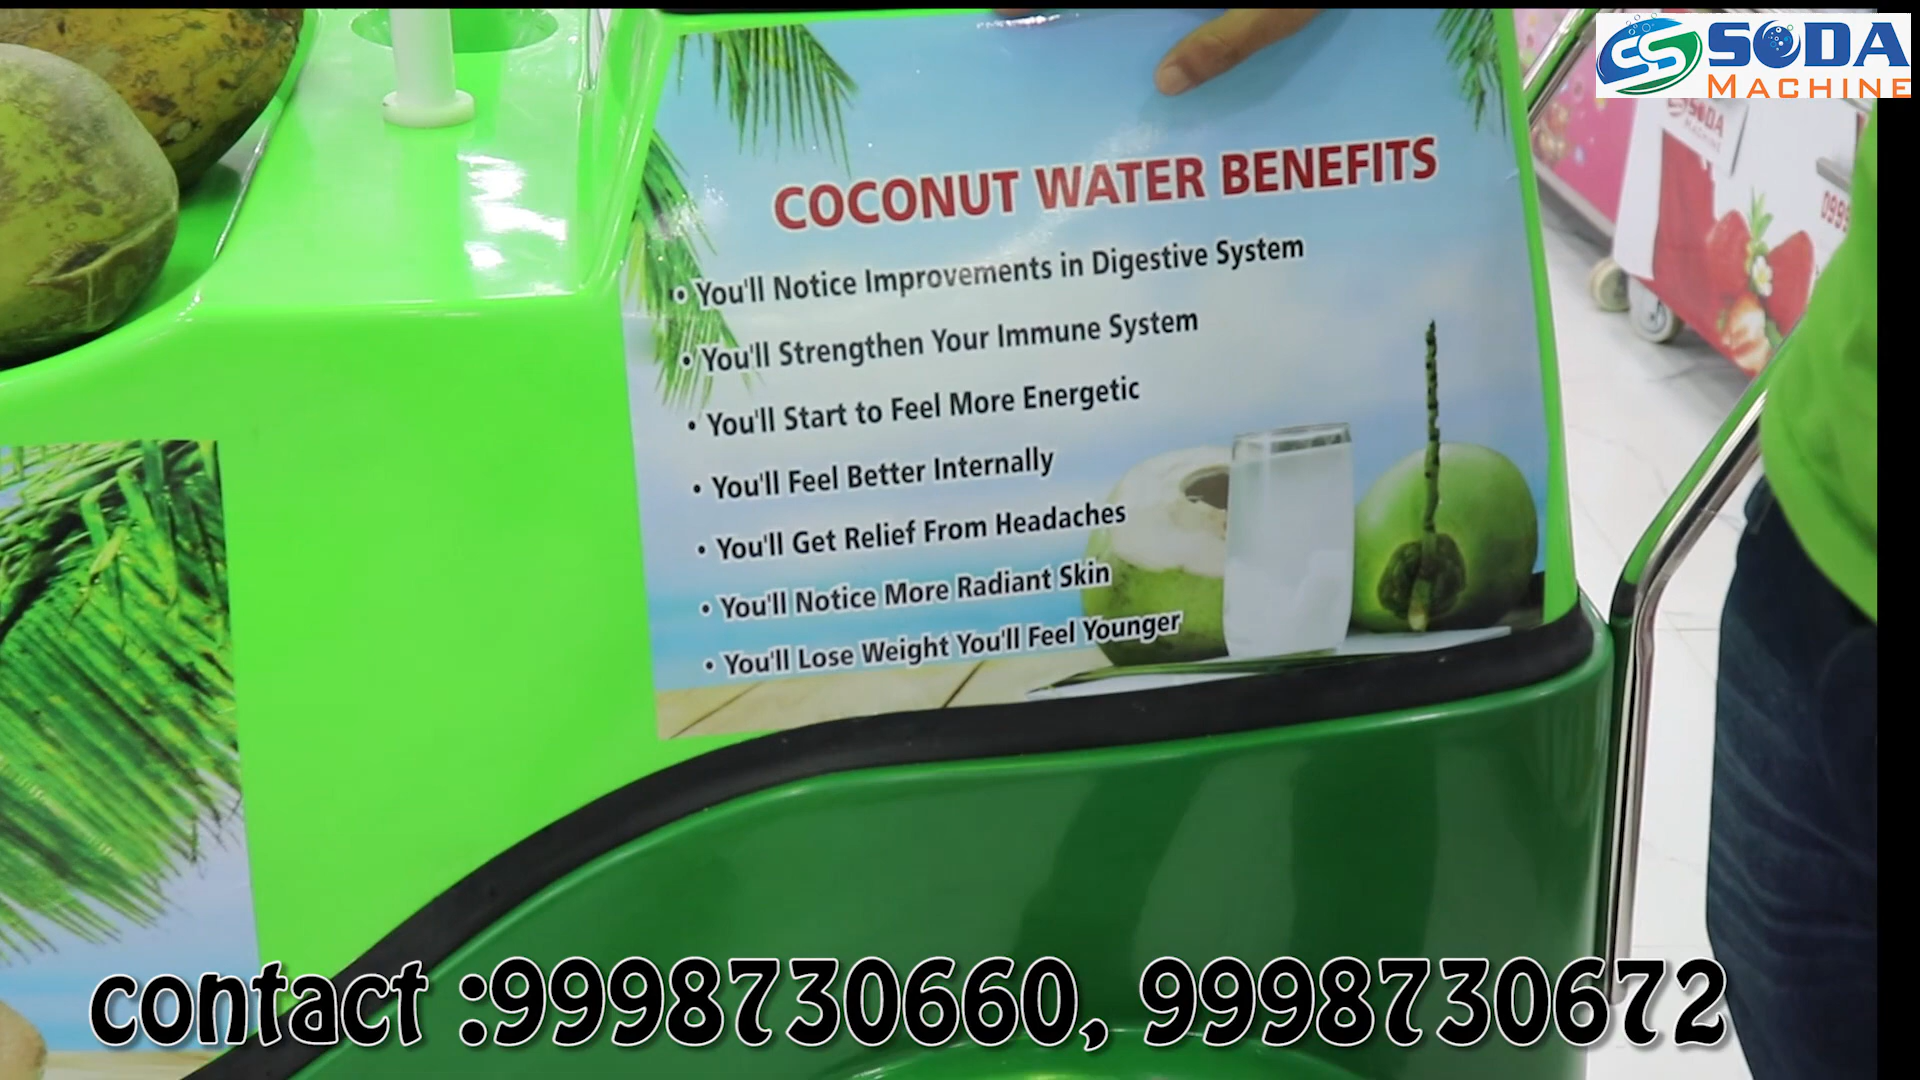 SODA
MACHINE
SODA
MACHINE
COCONUT WATER BENEFITS
• You'll Notice Improvements in Digestive System
• You'll Strengthen Your Immune System
• You'll Start to Feel More Energetic
• You'll Feel Better Internally
• You'll Get Relief From Headaches
• You'll Notice More Radiant Skin
• You'll Lose Weight You'll Feel Younger
contact :9998730660, 9998730672